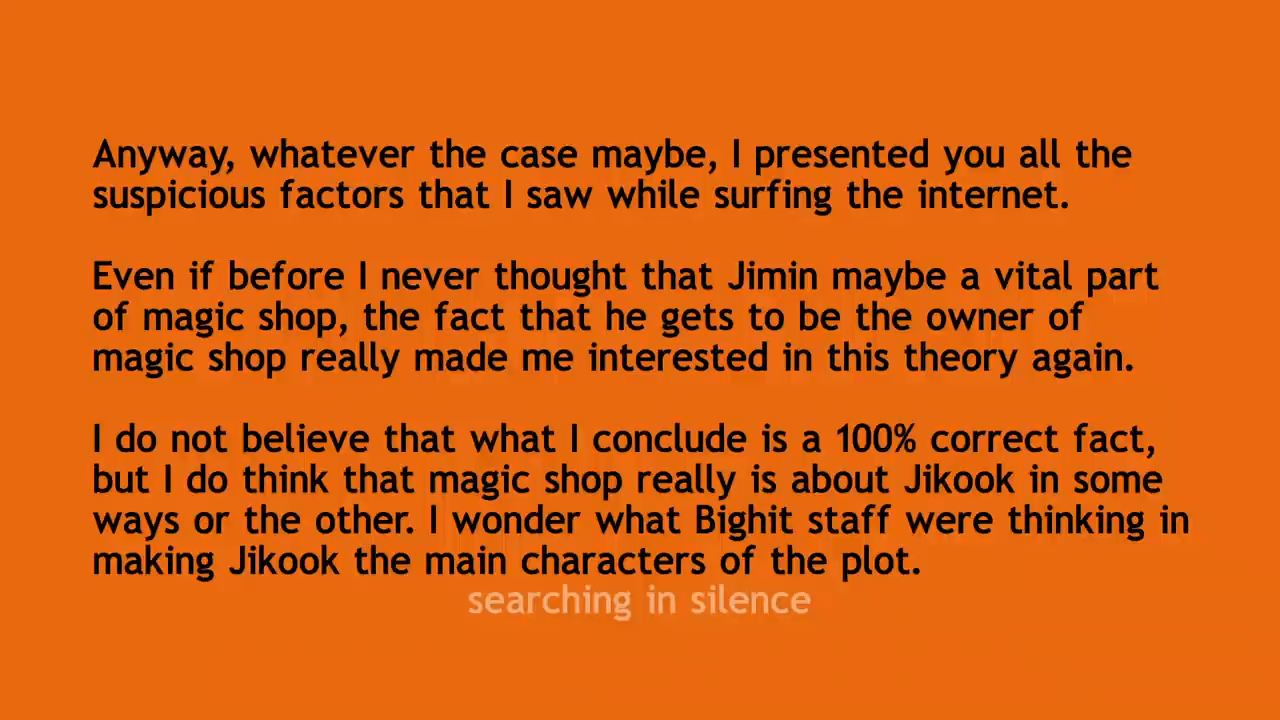 Anyway, whatever the case maybe, I presented you all the
suspicious factors that I saw while surfing the internet.
Even if before I never thought that Jimin maybe a vital part
of magic shop, the fact that he gets to be the owner of
magic shop really made me interested in this theory again.
I do not believe that what I conclude is a 100% correct fact,
but I do think that magic shop really is about Jikook in some
ways or the other. I wonder what Bighit staff were thinking in
making Jikook the main characters of the plot.
searching in silence